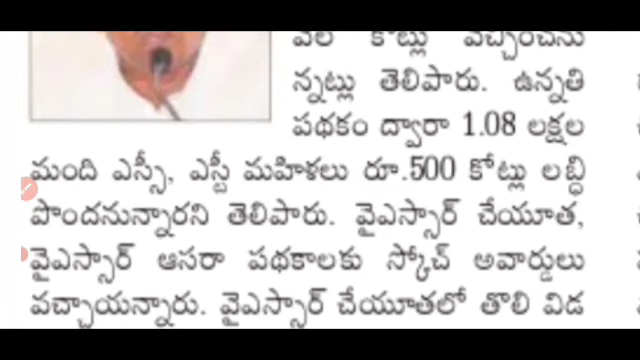 వేల కోట్లు వెచ్చించను
న్నట్లు తెలిపారు. ఉన్నతి
పథకం ద్వారా 1.08 లక్షల
మంది ఎస్సీ, ఎస్టీ మహిళలు రూ.500 కోట్లు లబ్ధి
పొందనున్నారని తెలిపారు. వైఎస్సార్ చేయూత,
వైఎస్సార్ ఆసరా పథకాలకు స్కోచ్ అవార్డులు
వచ్చాయన్నారు. వైఎస్సార్ చేయూతలో తొలి విడ